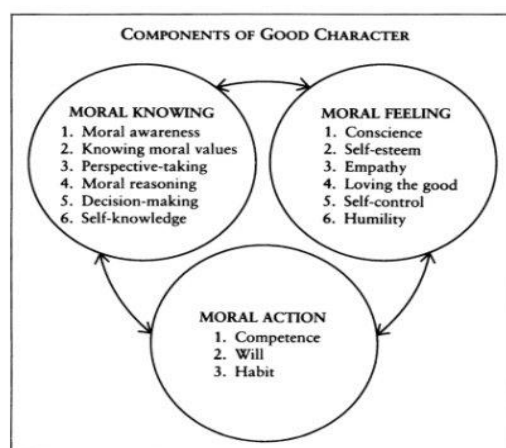 COMPONENTS OF GOOD CHARACTER
MORAL KNOWING
1. Moral awareness
2. Knowing moral values
3. Perspective-taking
4. Moral reasoning
5. Decision-making
6. Self-knowledge
MORAL FEELING
1. Conscience
2. Self-esteem
3. Empathy
4. Loving the good
5. Self-control
6. Humility
MORAL ACTION
1. Competence
2. Will
3. Habit